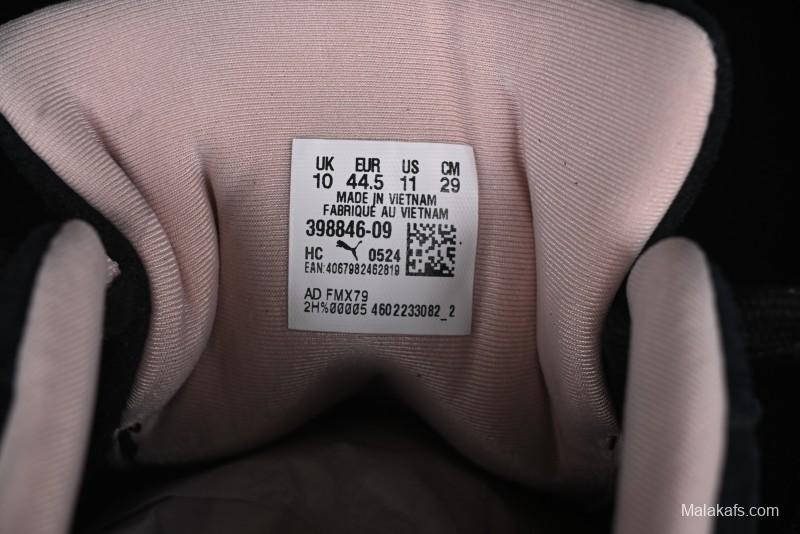 UK EUR US CM
10 44.5 11 29
MADE IN VIETNAM
FABRIQUÉ AU VIETNAM
398846-09
HC 0524
EAN:4067982462819
AD FMX79
2H%00005 4602233082_2
Malakafs.com